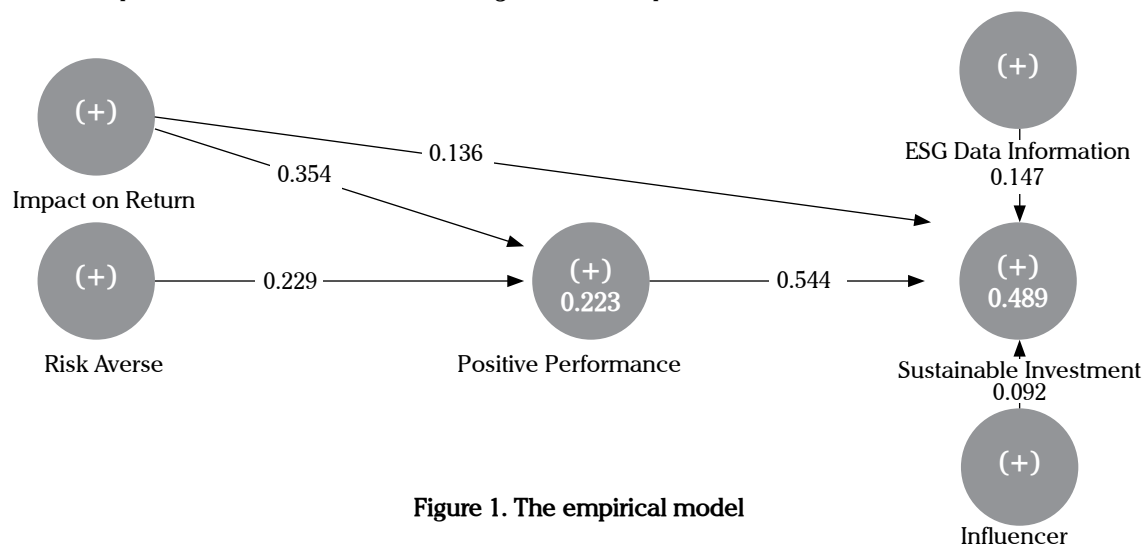 (+)
ESG Data Information
0.147
(+)
Impact on Return
0.136
0.354
(+)
Risk Averse
0.229
(+)
0.223
Positive Performance
0.544
(+)
0.489
Sustainable Investment
0.092
(+)
Influencer
Figure 1. The empirical model